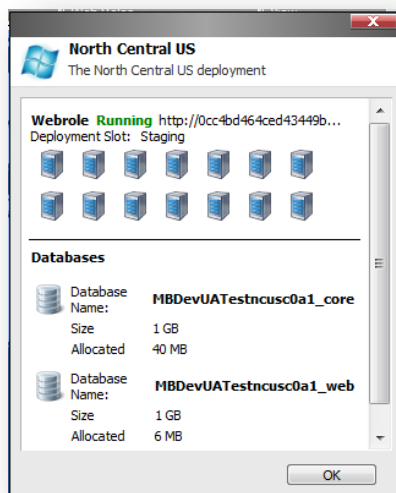 North Central US
The North Central US deployment
Webrole Running http://0cc4bd464ced43449b...
Deployment Slot: Staging
Databases
Database Name: MBDevUATestncusc0a1_core
Size 1 GB
Allocated 40 MB
Database Name: MBDevUATestncusc0a1_web
Size 1 GB
Allocated 6 MB
OK